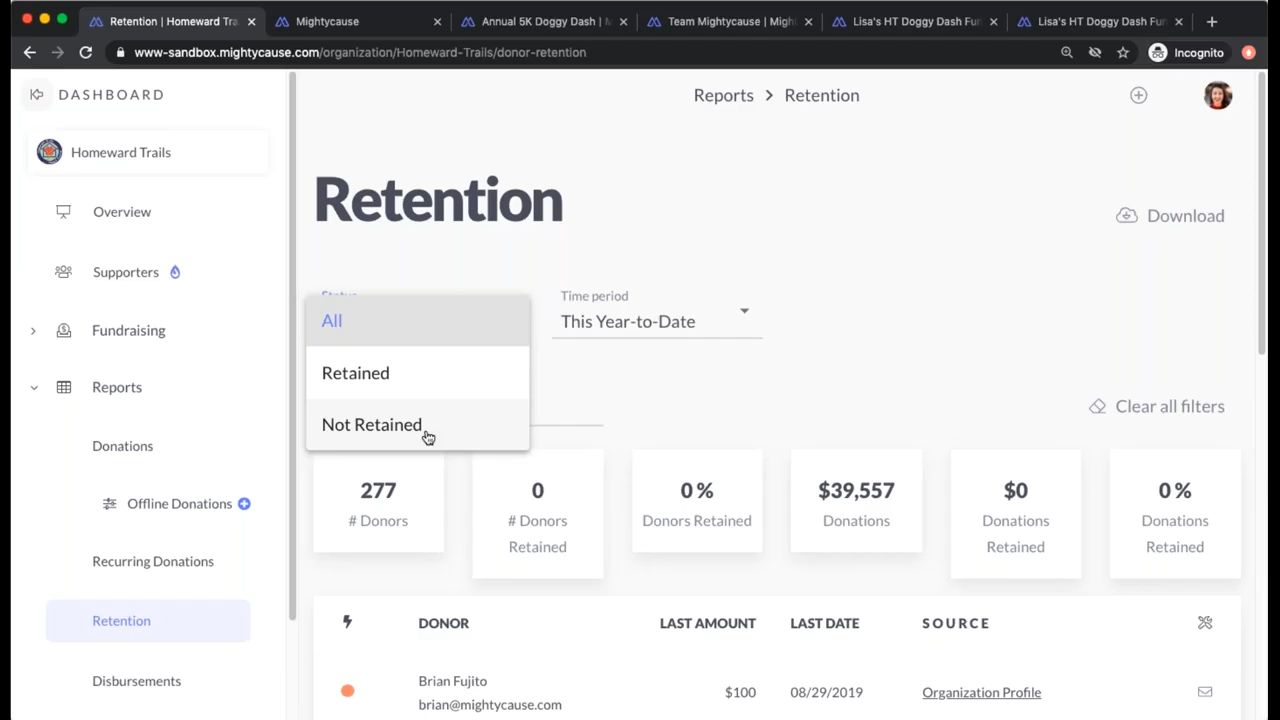 Retention | Homeward Tra
Mightycause
Annual 5K Doggy Dash | M
Team Mightycause | Might
Lisa's HT Doggy Dash Fun
Lisa's HT Doggy Dash Fun
www-sandbox.mightycause.com/organization/Homeward-Trails/donor-retention
Incognito
DASHBOARD
Homeward Trails
Overview
Supporters
Fundraising
Reports
Donations
Offline Donations
Recurring Donations
Retention
Disbursements
Reports > Retention
Retention
Download
Status
All
Retained
Not Retained
Time period
This Year-to-Date
Clear all filters
277
# Donors
0
# Donors
Retained
0 %
Donors Retained
$39,557
Donations
$0
Donations
Retained
0 %
Donations
Retained
DONOR LAST AMOUNT LAST DATE SOURCE
Brian Fujito
brian@mightycause.com
$100 08/29/2019 Organization Profile